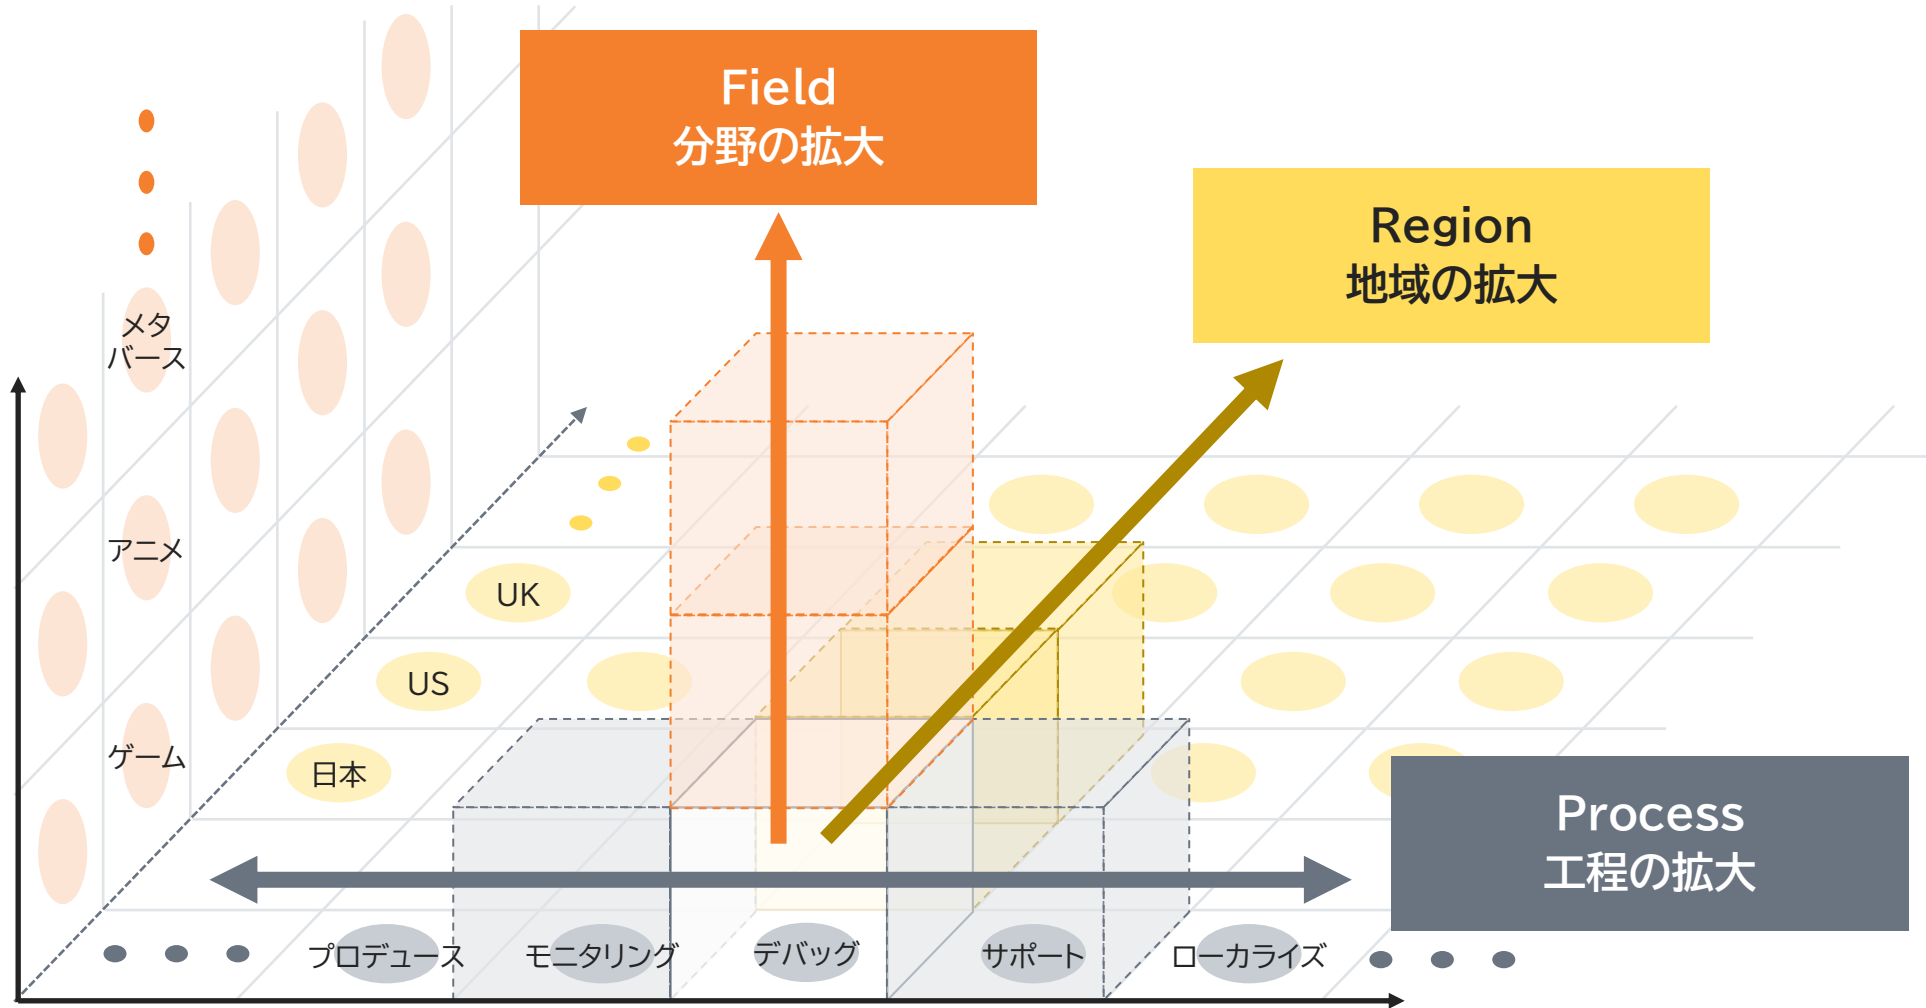 Field
分野の拡大
Region
地域の拡大
メタ
バース
アニメ
UK
US
ゲーム
日本
Process
工程の拡大
プロデュース
モニタリング
デバッグ
サポート
ローカライズ